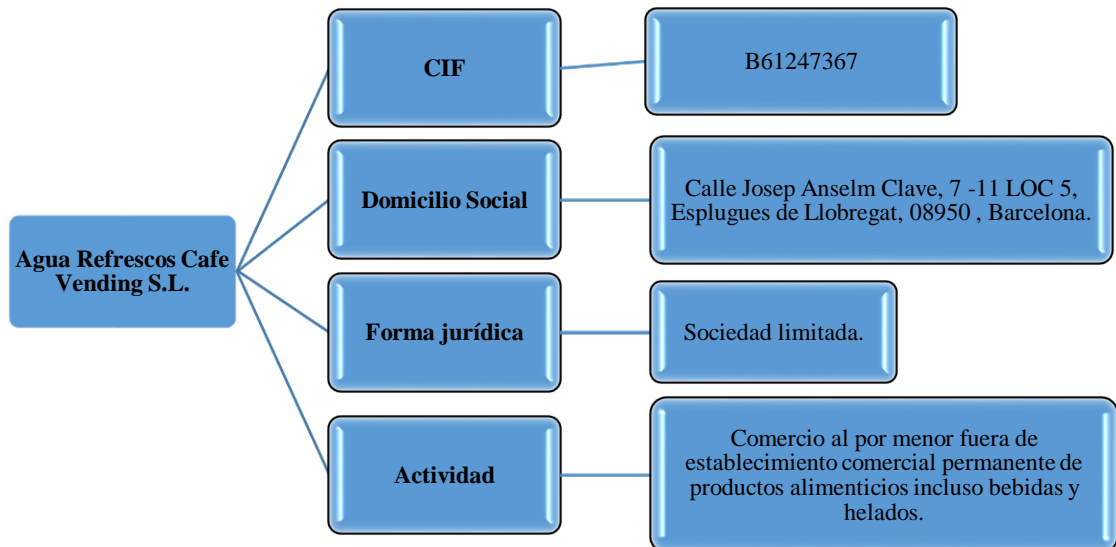 Agua Refrescos Cafe
Vending S.L.
CIF
B61247367
Domicilio Social
Calle Josep Anselm Clave, 7 -11 LOC 5,
Esplugues de Llobregat, 08950 , Barcelona.
Forma jurídica
Sociedad limitada.
Actividad
Comercio al por menor fuera de
establecimiento comercial permanente de
productos alimenticios incluso bebidas y
helados.